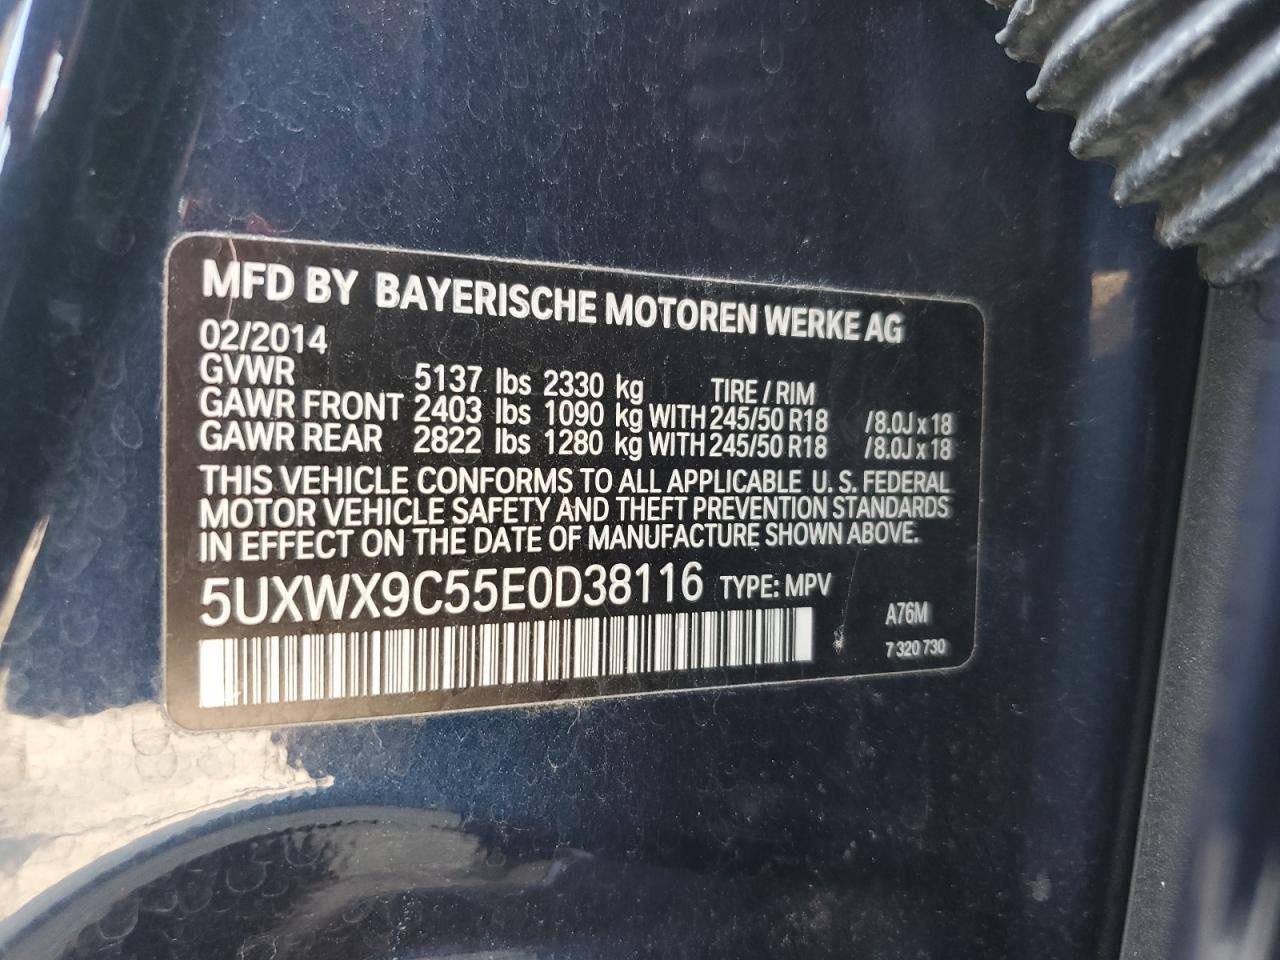 MFD BY BAYERISCHE MOTOREN WERKE AG
02/2014
GVWR 5137 lbs 2330 kg TIRE / RIM
GAWR FRONT 2403 lbs 1090 kg WITH 245/50 R18 /8.0J x 18
GAWR REAR 2822 lbs 1280 kg WITH 245/50 R18 /8.0J x 18
THIS VEHICLE CONFORMS TO ALL APPLICABLE U. S. FEDERAL
MOTOR VEHICLE SAFETY AND THEFT PREVENTION STANDARDS
IN EFFECT ON THE DATE OF MANUFACTURE SHOWN ABOVE.
5UXWX9C55E0D38116 TYPE: MPV
A76M
7 320 730